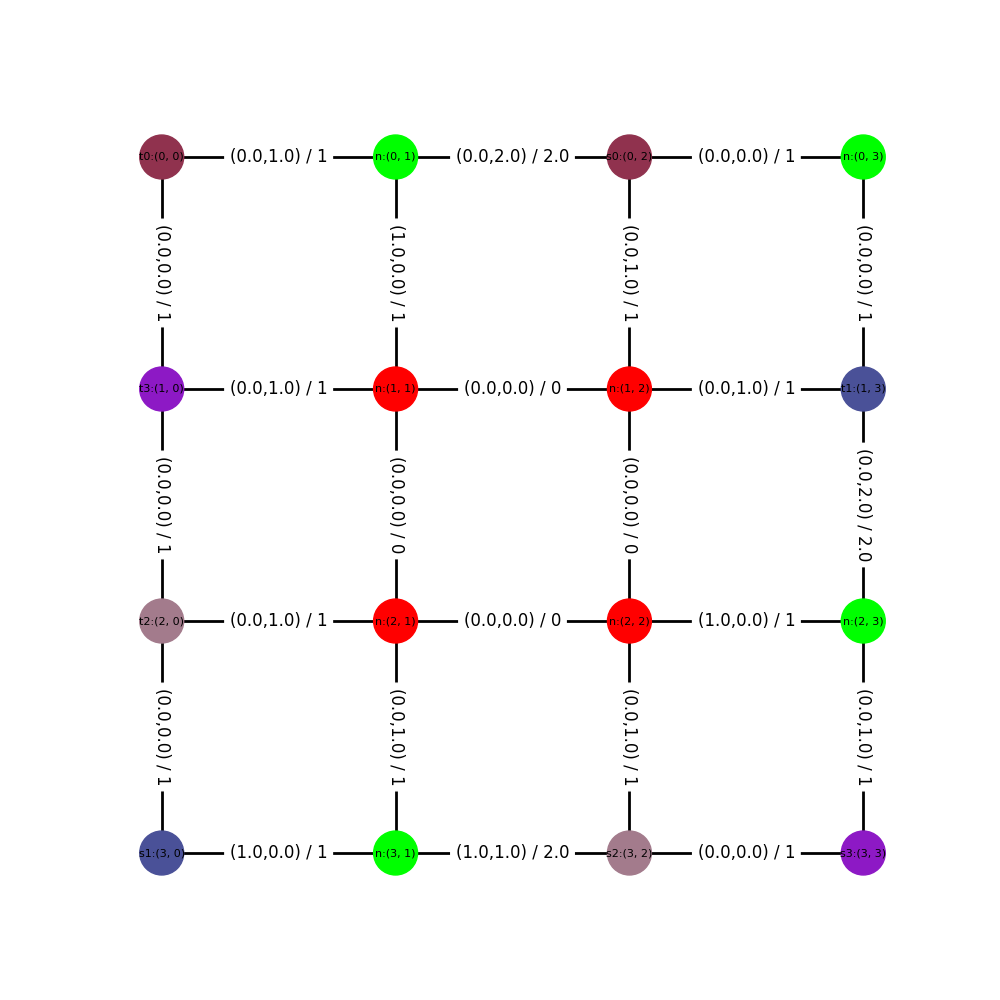 t0:(0, 0) (0.0,1.0) / 1 n:(0, 1) (0.0,2.0) / 2.0 s0:(0, 2) (0.0,0.0) / 1 n:(0, 3)
(0.0,0.0) / 1 (1.0,0.0) / 1 (0.0,1.0) / 1 (0.0,0.0) / 1
t3:(1, 0) (0.0,1.0) / 1 n:(1, 1) (0.0,0.0) / 0 n:(1, 2) (0.0,1.0) / 1 t1:(1, 3)
(0.0,0.0) / 1 (0.0,0.0) / 0 (0.0,0.0) / 0 (0.0,2.0) / 2.0
t2:(2, 0) (0.0,1.0) / 1 n:(2, 1) (0.0,0.0) / 0 n:(2, 2) (1.0,0.0) / 1 n:(2, 3)
(0.0,0.0) / 1 (0.0,1.0) / 1 (0.0,1.0) / 1 (0.0,1.0) / 1
s1:(3, 0) (1.0,0.0) / 1 n:(3, 1) (1.0,1.0) / 2.0 s2:(3, 2) (0.0,0.0) / 1 s3:(3, 3)